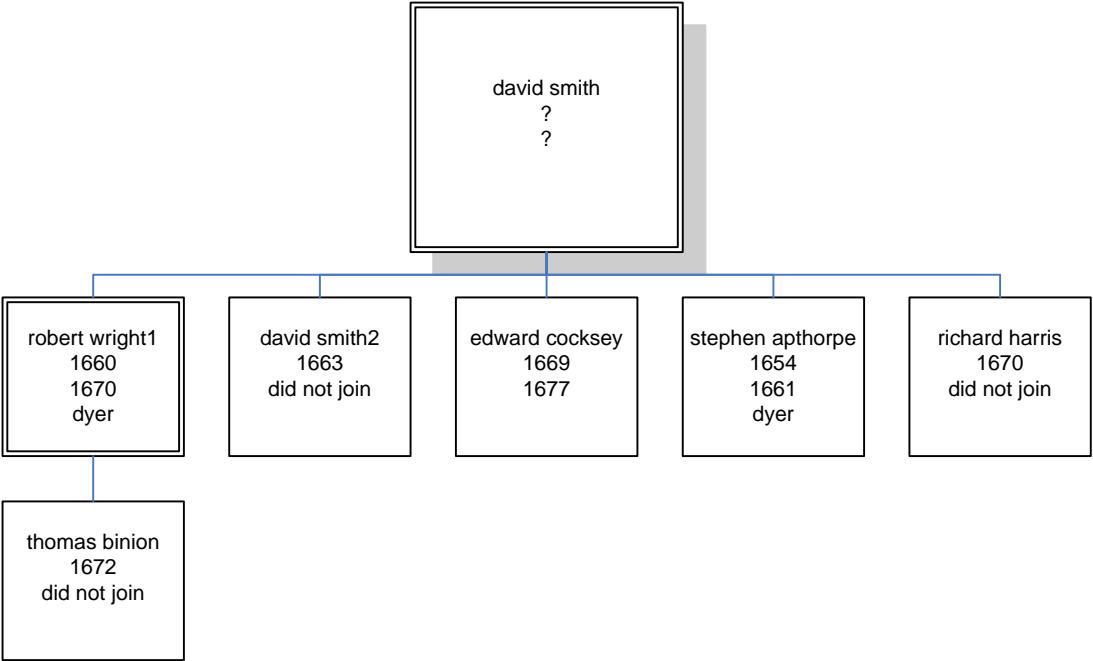 david smith
?
?
robert wright1
1660
1670
dyer
david smith2
1663
did not join
edward cocksey
1669
1677
stephen apthorpe
1654
1661
dyer
richard harris
1670
did not join
thomas binion
1672
did not join